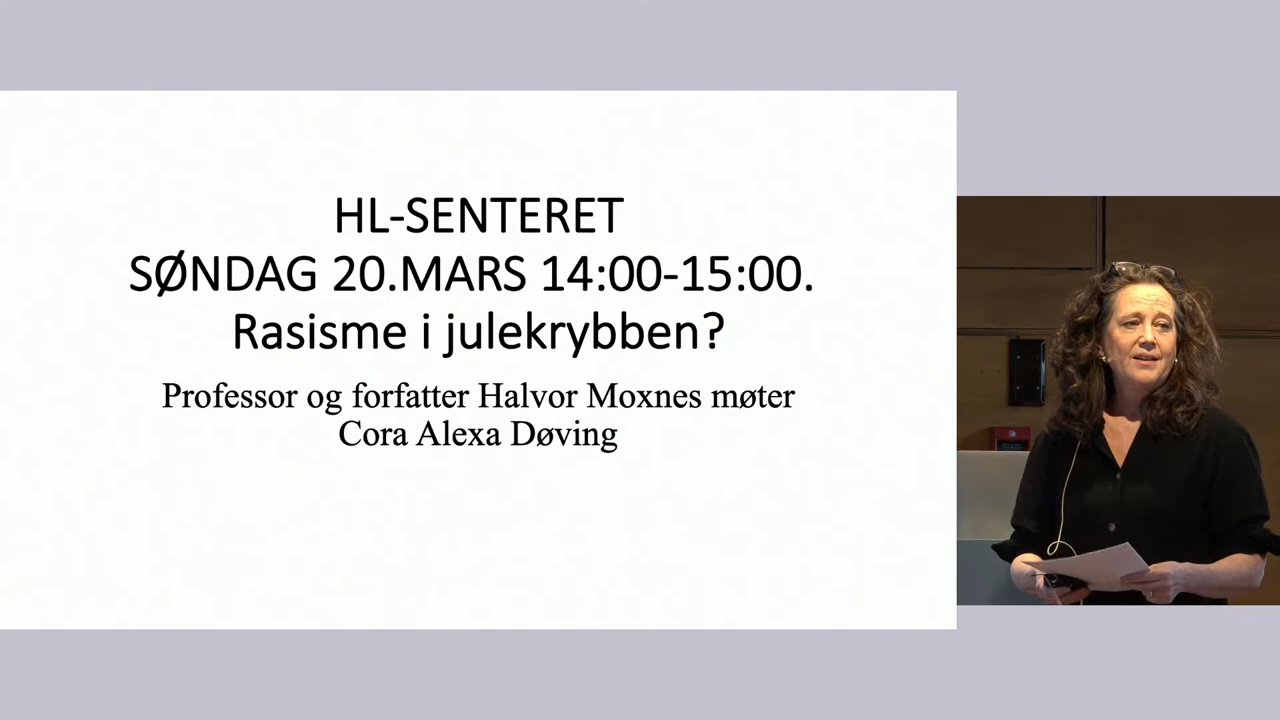 HL-SENTERET
SØNDAG 20.MARS 14:00-15:00.
Rasisme i julekrybben?
Professor og forfatter Halvor Moxnes møter
Cora Alexa Døving